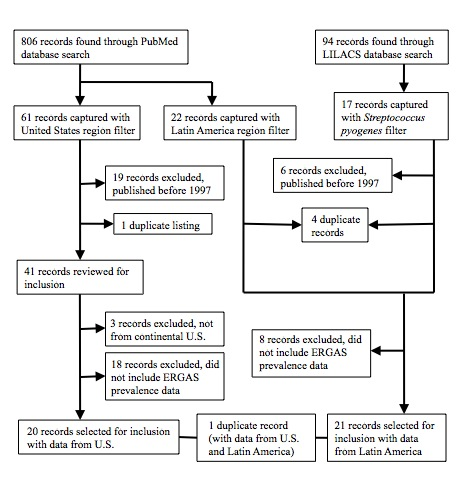 806 records found through PubMed
database search
94 records found through
LILACS database search
61 records captured with
United States region filter
22 records captured with
Latin America region filter
17 records captured
with Streptococcus
pyogenes filter
19 records excluded,
published before 1997
6 records excluded,
published before 1997
1 duplicate listing
4 duplicate
records
41 records reviewed for
inclusion
3 records excluded, not
from continental U.S.
18 records excluded, did
not include ERGAS
prevalence data
8 records excluded, did
not include ERGAS
prevalence data
20 records selected for inclusion
with data from U.S.
1 duplicate record
(with data from U.S.
and Latin America)
21 records selected for
inclusion with data
from Latin America